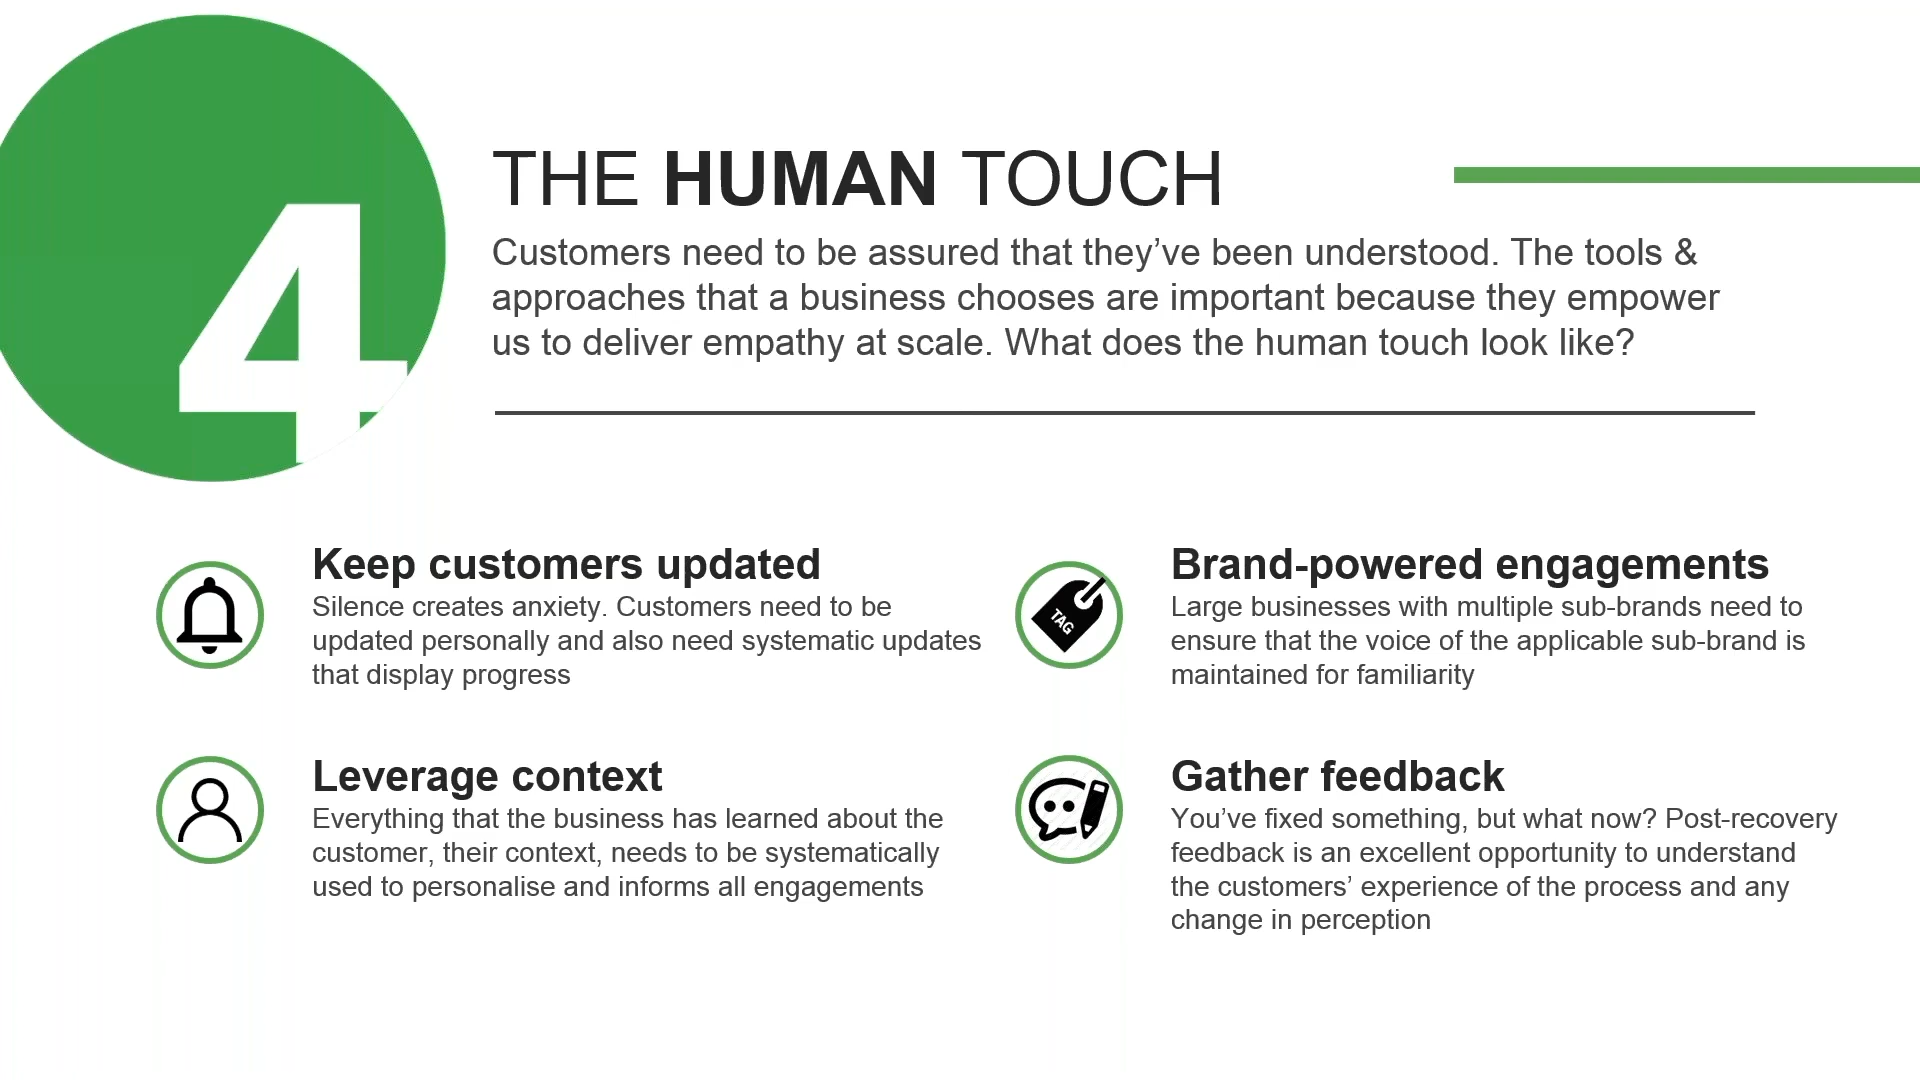 4
THE HUMAN TOUCH
Customers need to be assured that they’ve been understood. The tools &
approaches that a business chooses are important because they empower
us to deliver empathy at scale. What does the human touch look like?
Keep customers updated
Silence creates anxiety. Customers need to be
updated personally and also need systematic updates
that display progress
TAG
Brand-powered engagements
Large businesses with multiple sub-brands need to
ensure that the voice of the applicable sub-brand is
maintained for familiarity
Leverage context
Everything that the business has learned about the
customer, their context, needs to be systematically
used to personalise and informs all engagements
Gather feedback
You’ve fixed something, but what now? Post-recovery
feedback is an excellent opportunity to understand
the customers’ experience of the process and any
change in perception